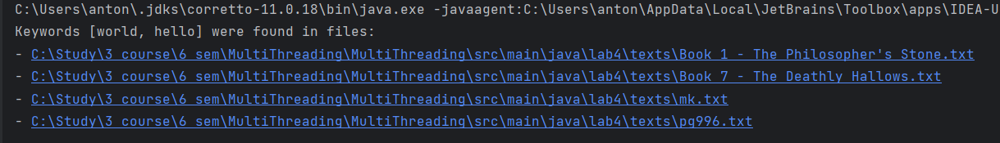 C:\Users\anton\.jdks\corretto-11.0.18\bin\java.exe -javaagent:C:\Users\anton\AppData\Local\JetBrains\Toolbox\apps\IDEA-U
Keywords [world, hello] were found in files:
- C:\Study\3 course\6 sem\MultiThreading\MultiThreading\src\main\java\lab4\texts\Book 1 - The Philosopher's Stone.txt
- C:\Study\3 course\6 sem\MultiThreading\MultiThreading\src\main\java\lab4\texts\Book 7 - The Deathly Hallows.txt
- C:\Study\3 course\6 sem\MultiThreading\MultiThreading\src\main\java\lab4\texts\mk.txt
- C:\Study\3 course\6 sem\MultiThreading\MultiThreading\src\main\java\lab4\texts\pg996.txt